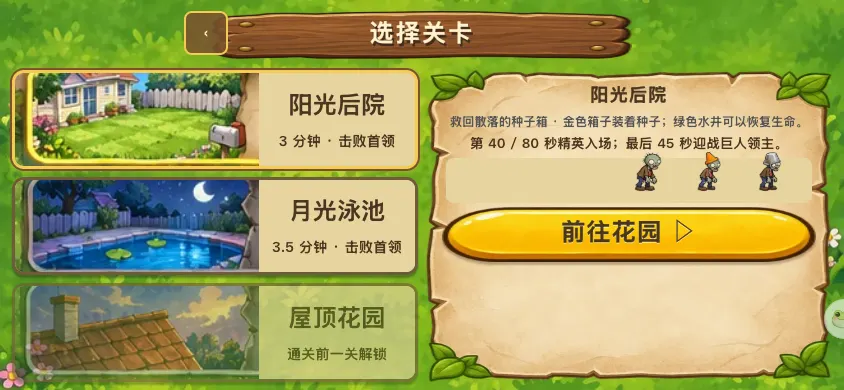 ‹
选择关卡
阳光后院
3 分钟 · 击败首领
月光泳池
3.5 分钟 · 击败首领
屋顶花园
通关前一关解锁
阳光后院
救回散落的种子箱 · 金色箱子装着种子；绿色水井可以恢复生命。
第 40 / 80 秒精英入场；最后 45 秒迎战巨人领主。
前往花园 ▷